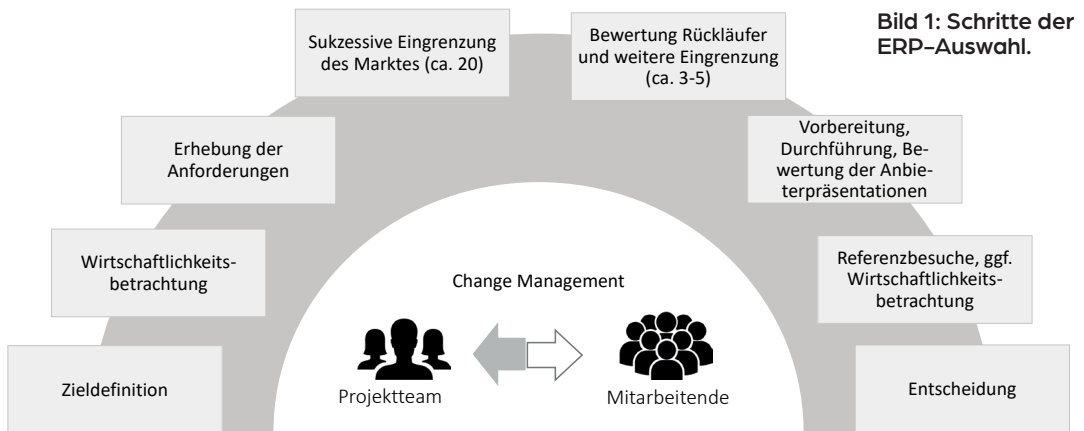 Bild 1: Schritte der
ERP-Auswahl.
Zieldefinition
Wirtschaftlichkeits-
betrachtung
Erhebung der
Anforderungen
Sukzessive Eingrenzung
des Marktes (ca. 20)
Bewertung Rückläufer
und weitere Eingrenzung
(ca. 3-5)
Vorbereitung,
Durchführung, Be-
wertung der Anbie-
terpräsentationen
Referenzbesuche, ggf.
Wirtschaftlichkeits-
betrachtung
Entscheidung
Change Management
Projektteam
Mitarbeitende